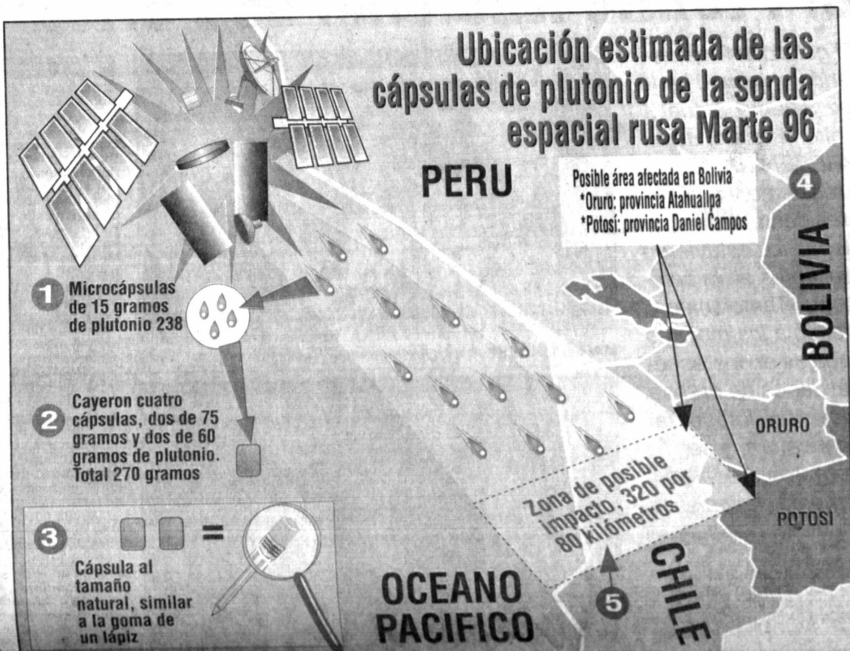 Ubicación estimada de las
cápsulas de plutonio de la sonda
espacial rusa Marte 96
PERU
Posible área afectada en Bolivia
*Oruro: provincia Atahuallpa
*Potosí: provincia Daniel Campos
4
BOLIVIA
1
Microcápsulas
de 15 gramos
de plutonio 238
2
Cayeron cuatro
cápsulas, dos de 75
gramos y dos de 60
gramos de plutonio.
Total 270 gramos
ORURO
POTOSI
Zona de posible
impacto, 320 por
80 kilómetros
3
=
Cápsula al
tamaño
natural, similar
a la goma de
un lápiz
OCEANO
PACIFICO
5
CHILE